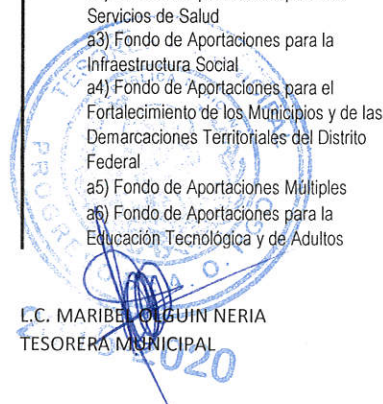 Servicios de Salud
a3) Fondo de Aportaciones para la
Infraestructura Social
a4) Fondo de Aportaciones para el
Fortalecimiento de los Municipios y de las
Demarcaciones Territoriales del Distrito
Federal
a5) Fondo de Aportaciones Múltiples
a6) Fondo de Aportaciones para la
Educación Tecnológica y de Adultos
L.C. MARIBEL OLGUIN NERIA
TESORERA MUNICIPAL
2020